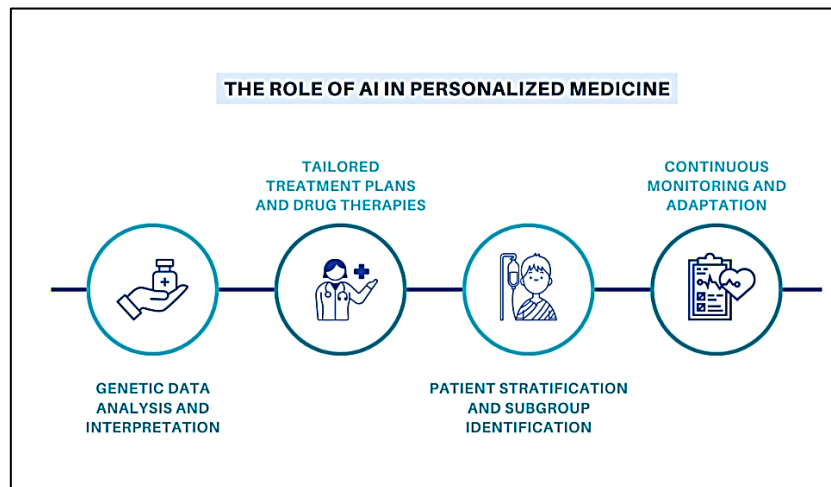 THE ROLE OF AI IN PERSONALIZED MEDICINE
TAILORED
TREATMENT PLANS
AND DRUG THERAPIES
CONTINUOUS
MONITORING AND
ADAPTATION
GENETIC DATA
ANALYSIS AND
INTERPRETATION
PATIENT STRATIFICATION
AND SUBGROUP
IDENTIFICATION